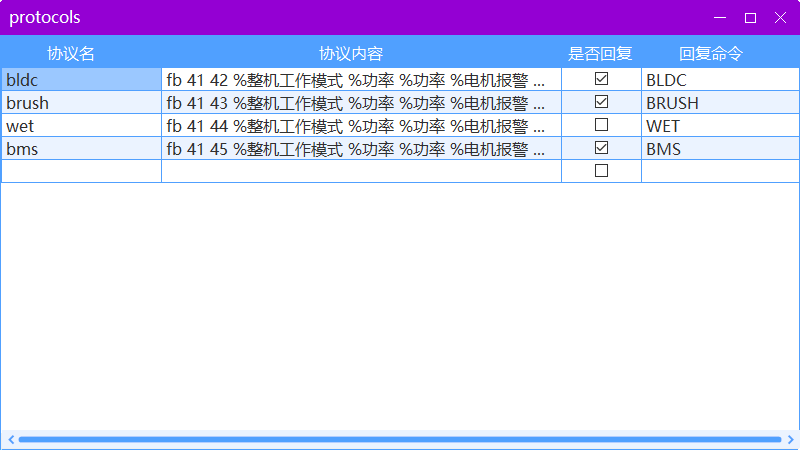 protocols
协议名 协议内容 是否回复 回复命令
bldc fb 41 42 %整机工作模式 %功率 %功率 %电机报警 ... BLDC
brush fb 41 43 %整机工作模式 %功率 %功率 %电机报警 ... BRUSH
wet fb 41 44 %整机工作模式 %功率 %功率 %电机报警 ... WET
bms fb 41 45 %整机工作模式 %功率 %功率 %电机报警 ... BMS